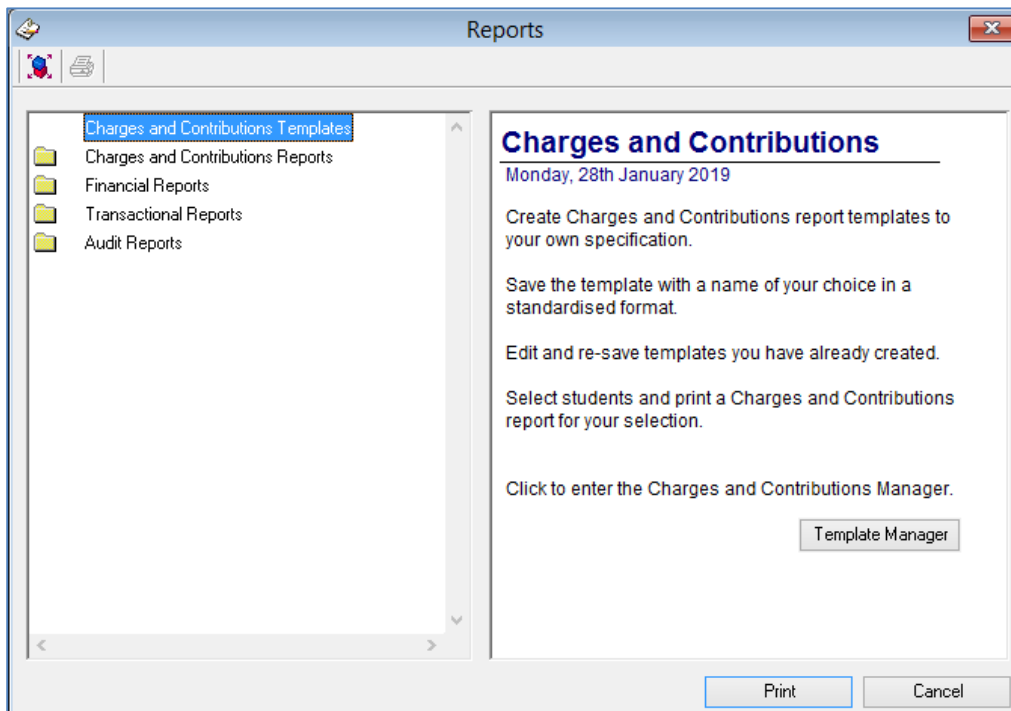 Reports
Charges and Contributions Templates
Charges and Contributions Reports
Financial Reports
Transactional Reports
Audit Reports
Charges and Contributions
Monday, 28th January 2019
Create Charges and Contributions report templates to
your own specification.
Save the template with a name of your choice in a
standardised format.
Edit and re-save templates you have already created.
Select students and print a Charges and Contributions
report for your selection.
Click to enter the Charges and Contributions Manager.
Template Manager
Print
Cancel